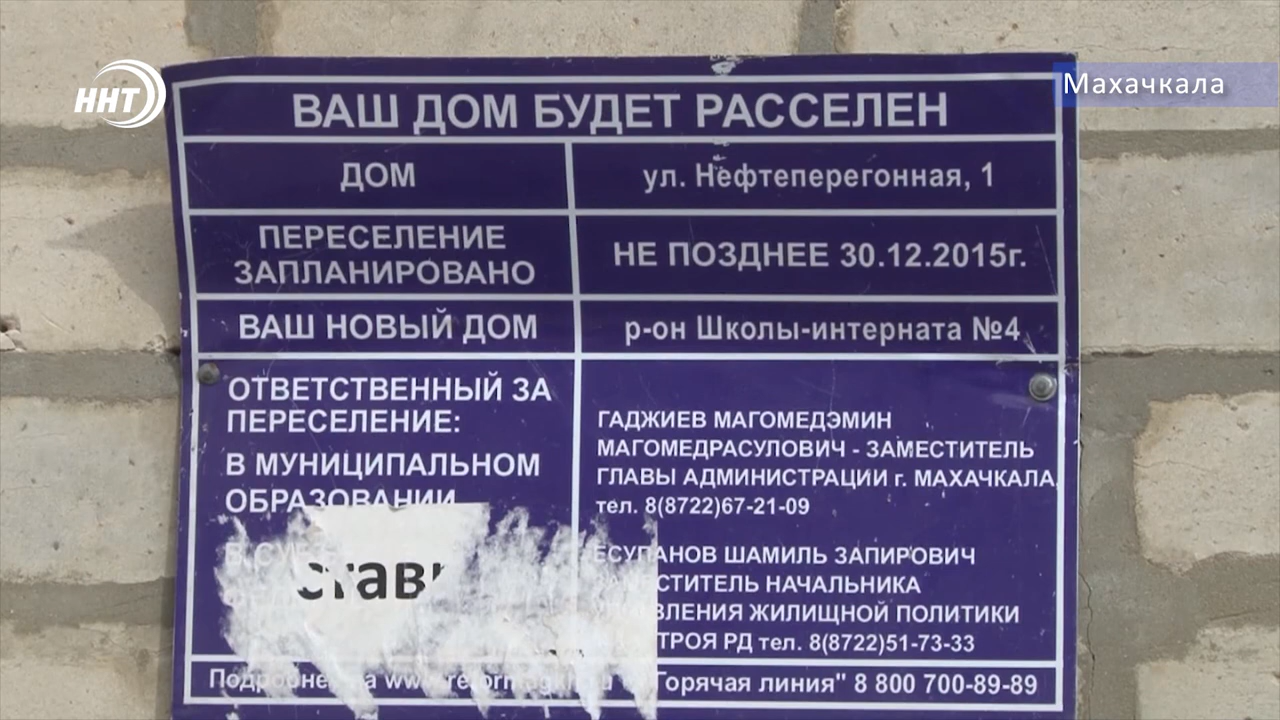 ННТ
Махачкала
ВАШ ДОМ БУДЕТ РАССЕЛЕН
ДОМ
ул. Нефтеперегонная, 1
ПЕРЕСЕЛЕНИЕ
ЗАПЛАНИРОВАНО
НЕ ПОЗДНЕЕ 30.12.2015г.
ВАШ НОВЫЙ ДОМ
р-он Школы-интерната №4
ОТВЕТСТВЕННЫЙ ЗА
ПЕРЕСЕЛЕНИЕ:
В МУНИЦИПАЛЬНОМ
ОБРАЗОВАНИИ
ГАДЖИЕВ МАГОМЕДЭМИН
МАГОМЕДРАСУЛОВИЧ - ЗАМЕСТИТЕЛЬ
ГЛАВЫ АДМИНИСТРАЦИИ г. МАХАЧКАЛА
тел. 8(8722)67-21-09
В
став
ШАМИЛЬ ЗАПИРОВИЧ
НАЧАЛЬНИКА
ЖИЛИЩНОЙ ПОЛИТИКИ
РД тел. 8(8722)51-73-33
"Горячая линия" 8 800 700-89-89